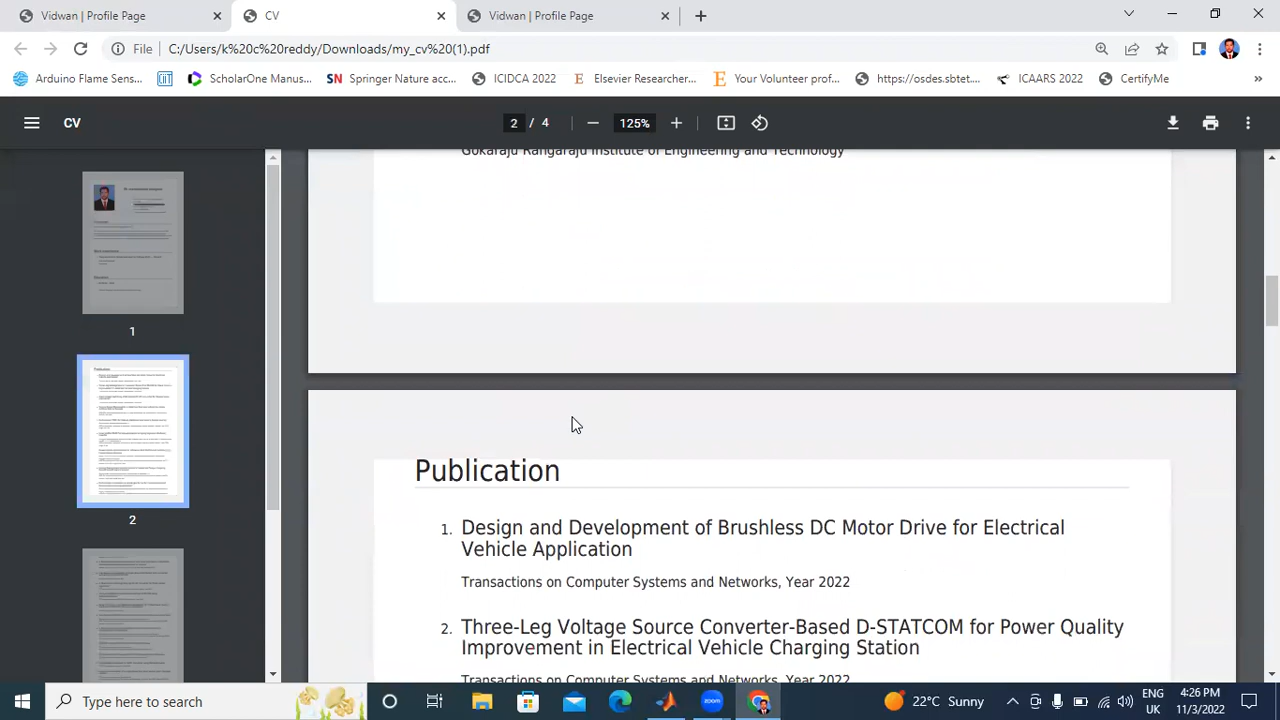 Vidwan | Profile Page
CV
Vidwan | Profile Page
File
C:/Users/k%20c%20reddy/Downloads/my_cv%20(1).pdf
Arduino Flame Sens...
ScholarOne Manus...
SN Springer Nature acc...
ICIDCA 2022
Elsevier Researcher...
Your Volunteer prof...
https://osdes.sbtet....
ICAARS 2022
CertifyMe
»
CV
2 / 4
125%
1
2
Gokaraju Rangaraju Institute of Engineering and Technology
Publication
1. Design and Development of Brushless DC Motor Drive for Electrical
Vehicle Application
Transactions on Computer Systems and Networks, Year 2022
2. Three-Leg Voltage Source Converter-Based D-STATCOM for Power Quality
Improvement in Electrical Vehicle Charging Station
Transactions on Computer Systems and Networks, Year 2022
Type here to search
zoom
22°C Sunny
ENG
UK
4:26 PM
11/3/2022